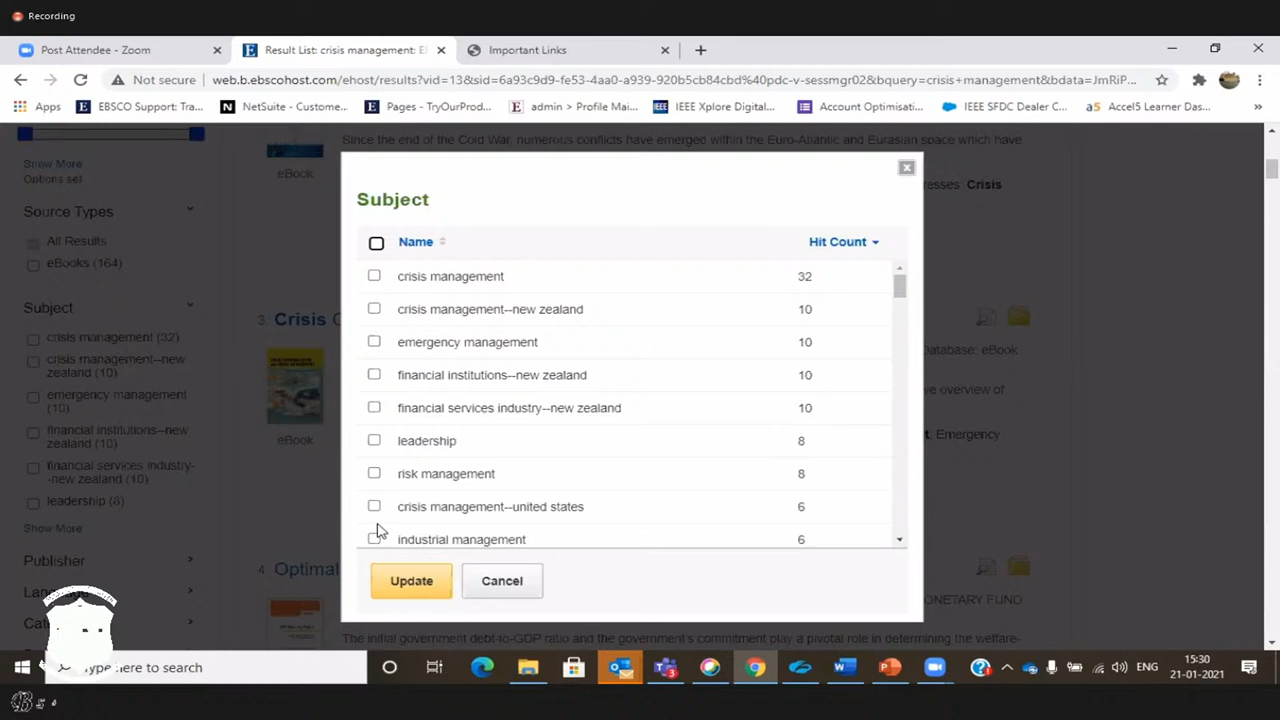 Recording
Post Attendee - Zoom
Result List: crisis management: E
Important Links
Not secure
web.b.ebscohost.com/ehost/results?vid=13&sid=6a93c9d9-fe53-4aa0-a939-920b5cb84cbd%40pdc-v-sessmgr02&bquery=crisis+management&bdata=JmRiP...
Apps
EBSCO Support: Tra...
NetSuite - Custome...
Pages - TryOurProd...
admin > Profile Mai...
IEEE Xplore Digital...
Account Optimisati...
IEEE SFDC Dealer C...
Accel5 Learner Das...
Since the end of the Cold War, numerous conflicts have emerged within the Euro-Atlantic and Eurasian space which have
eBook
Show More
Options set
Source Types
All Results
eBooks (164)
Subject
crisis management (32)
crisis management--new
zealand (10)
emergency management
(10)
financial institutions--new
zealand (10)
financial services industry-
-new zealand (10)
leadership (8)
Show More
Publisher
3. Crisis
eBook
4. Optimal
resses: Crisis
Database: eBook
ve overview of
Emergency
ONETARY FUND
The initial government debt-to-GDP ratio and the government's commitment play a pivotal role in determining the welfare-
Subject
Name
Hit Count
crisis management 32
crisis management--new zealand 10
emergency management 10
financial institutions--new zealand 10
financial services industry--new zealand 10
leadership 8
risk management 8
crisis management--united states 6
industrial management 6
Update
Cancel
Type here to search
ENG
15:30
21-01-2021